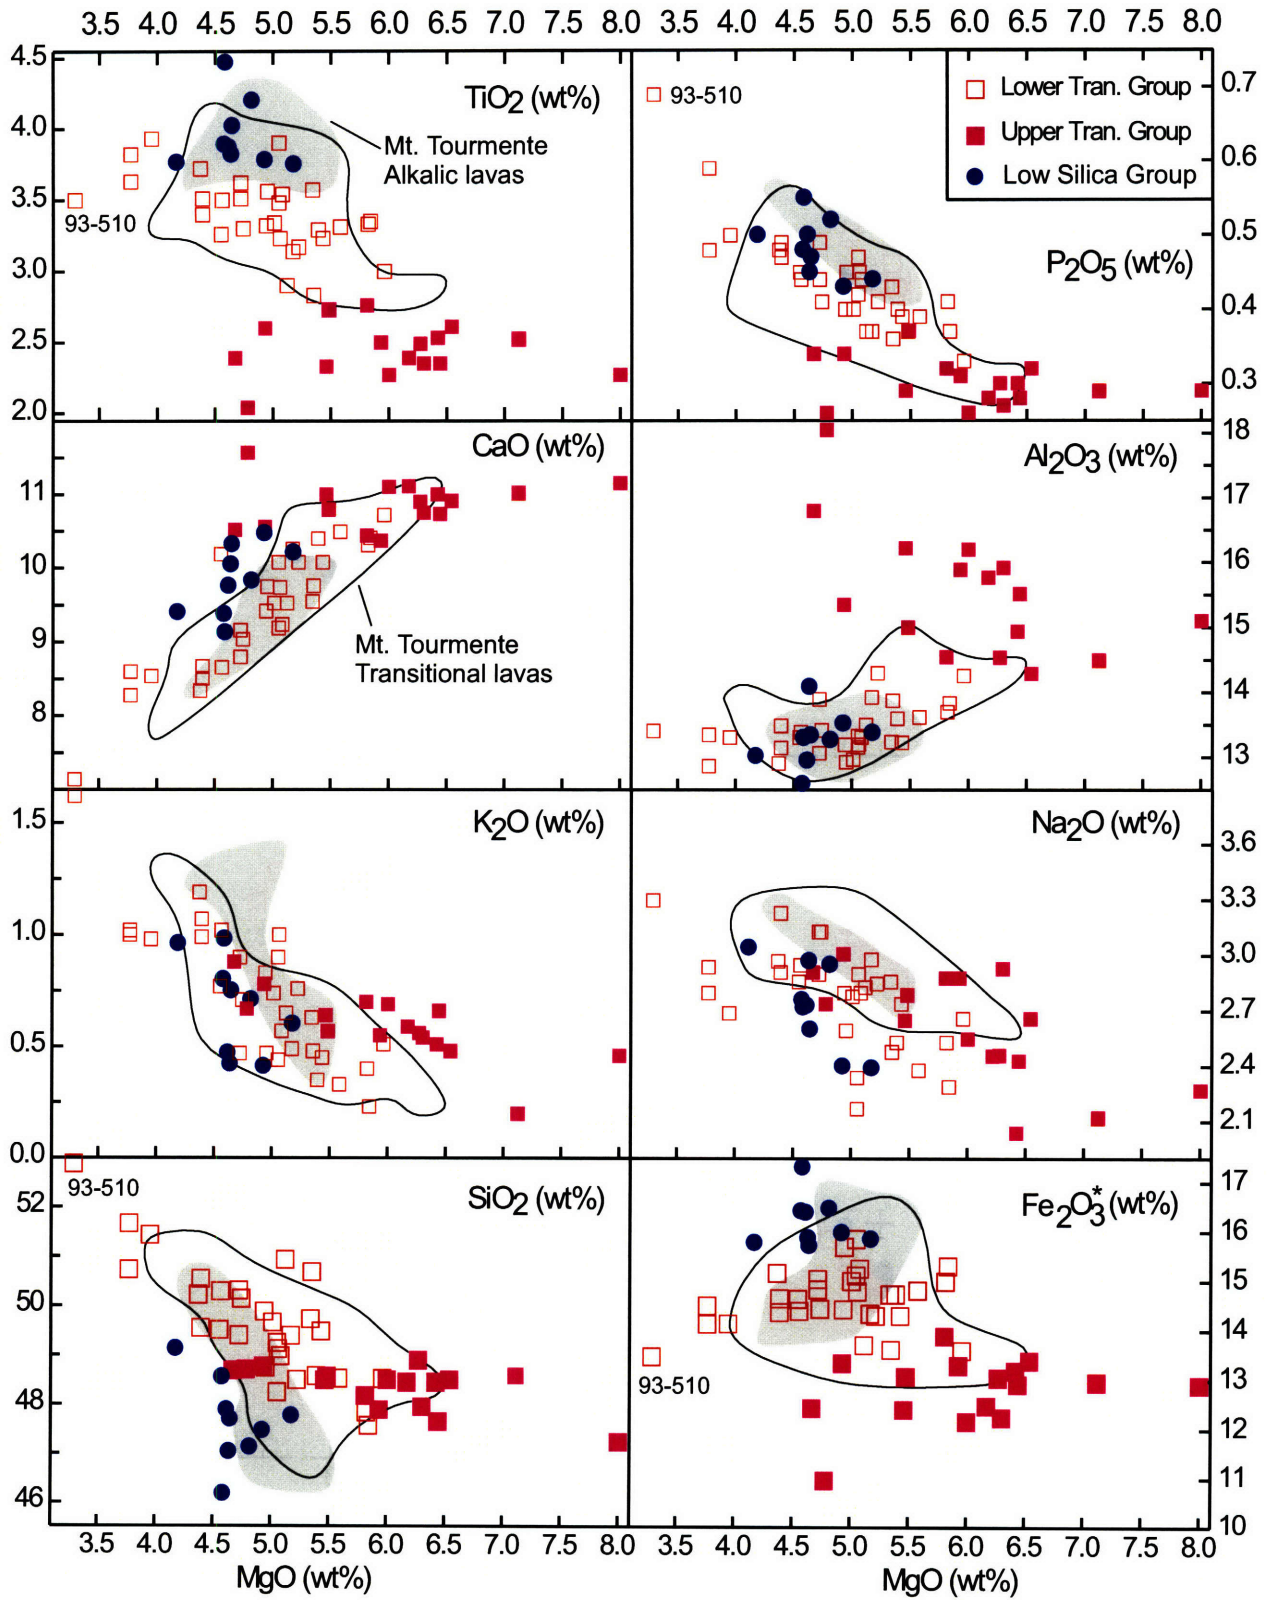 3.5 4.0 4.5 5.0 5.5 6.0 6.5 7.0 7.5 8.0
3.5 4.0 4.5 5.0 5.5 6.0 6.5 7.0 7.5 8.0
4.5
4.0
3.5
3.0
2.5
2.0
TiO2 (wt%)
Mt. Tourmente
Alkalic lavas
93-510
93-510
Lower Tran. Group
Upper Tran. Group
Low Silica Group
P2O5 (wt%)
0.7
0.6
0.5
0.4
0.3
CaO (wt%)
11
10
9
8
Mt. Tourmente
Transitional lavas
Al2O3 (wt%)
18
17
16
15
14
13
K2O (wt%)
1.5
1.0
0.5
0.0
Na2O (wt%)
3.6
3.3
3.0
2.7
2.4
2.1
93-510
SiO2 (wt%)
52
50
48
46
Fe2O3* (wt%)
93-510
17
16
15
14
13
12
11
10
3.5 4.0 4.5 5.0 5.5 6.0 6.5 7.0 7.5 8.0
MgO (wt%)
3.5 4.0 4.5 5.0 5.5 6.0 6.5 7.0 7.5 8.0
MgO (wt%)